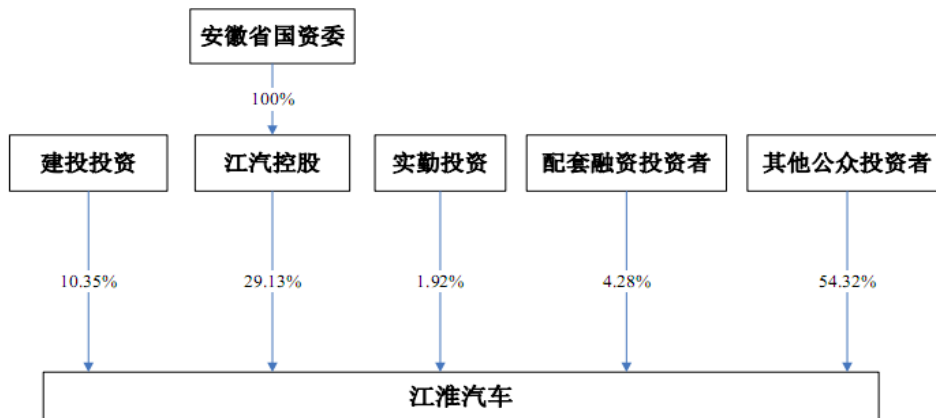 安徽省国资委
100%
建投投资
江汽控股
实勤投资
配套融资投资者
其他公众投资者
10.35%
29.13%
1.92%
4.28%
54.32%
江淮汽车